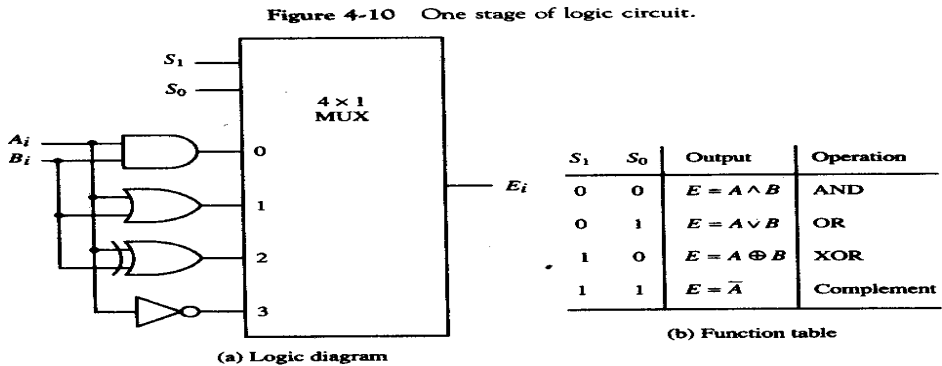 Figure 4-10 One stage of logic circuit.
S₁
S₀
4 × 1
MUX
Aᵢ
Bᵢ
0
1
2
3
Eᵢ
(a) Logic diagram
S₁ S₀ Output Operation
0 0 E = A ∧ B AND
0 1 E = A ∨ B OR
1 0 E = A ⊕ B XOR
1 1 E = A̅ Complement
(b) Function table